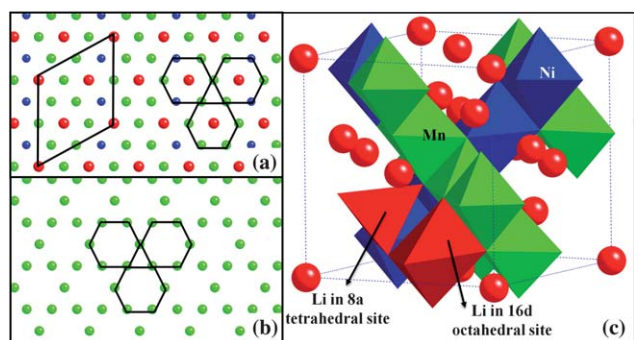 (a)
(b)
Ni
Mn
Li in 8a
tetrahedral site
Li in 16d
octahedral site
(c)